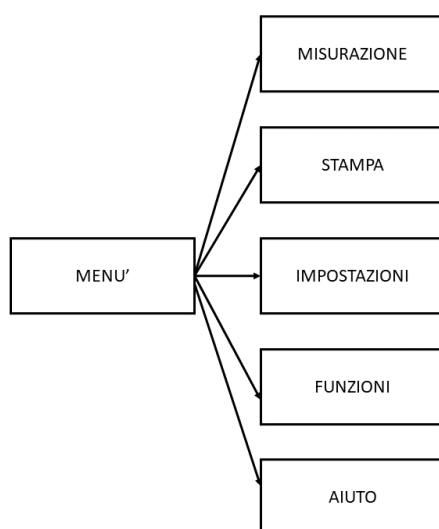 MISURAZIONE
STAMPA
MENU’
IMPOSTAZIONI
FUNZIONI
AIUTO